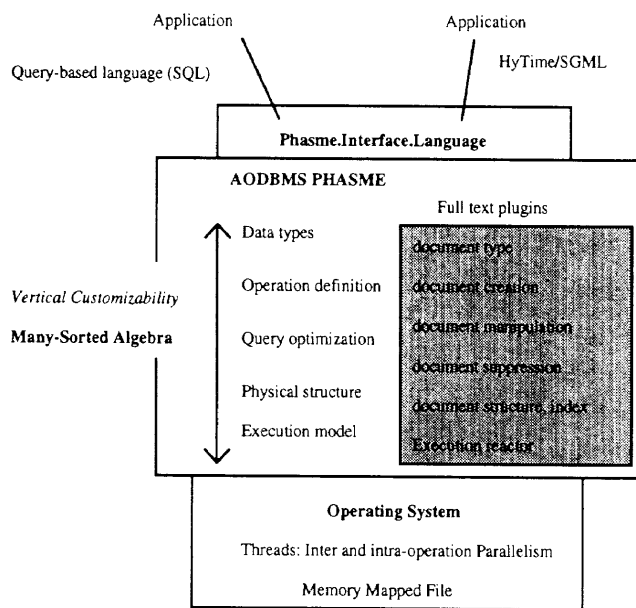 Application
Application
Query-based language (SQL)
HyTime/SGML
Phasme.Interface.Language
AODBMS PHASME
Full text plugins
Data types
document type
Operation definition
document creation
Vertical Customizability
document manipulation
Many-Sorted Algebra
Query optimization
document suppression
Physical structure
document structure, index
Execution model
Execution reactor
Operating System
Threads: Inter and intra-operation Parallelism
Memory Mapped File